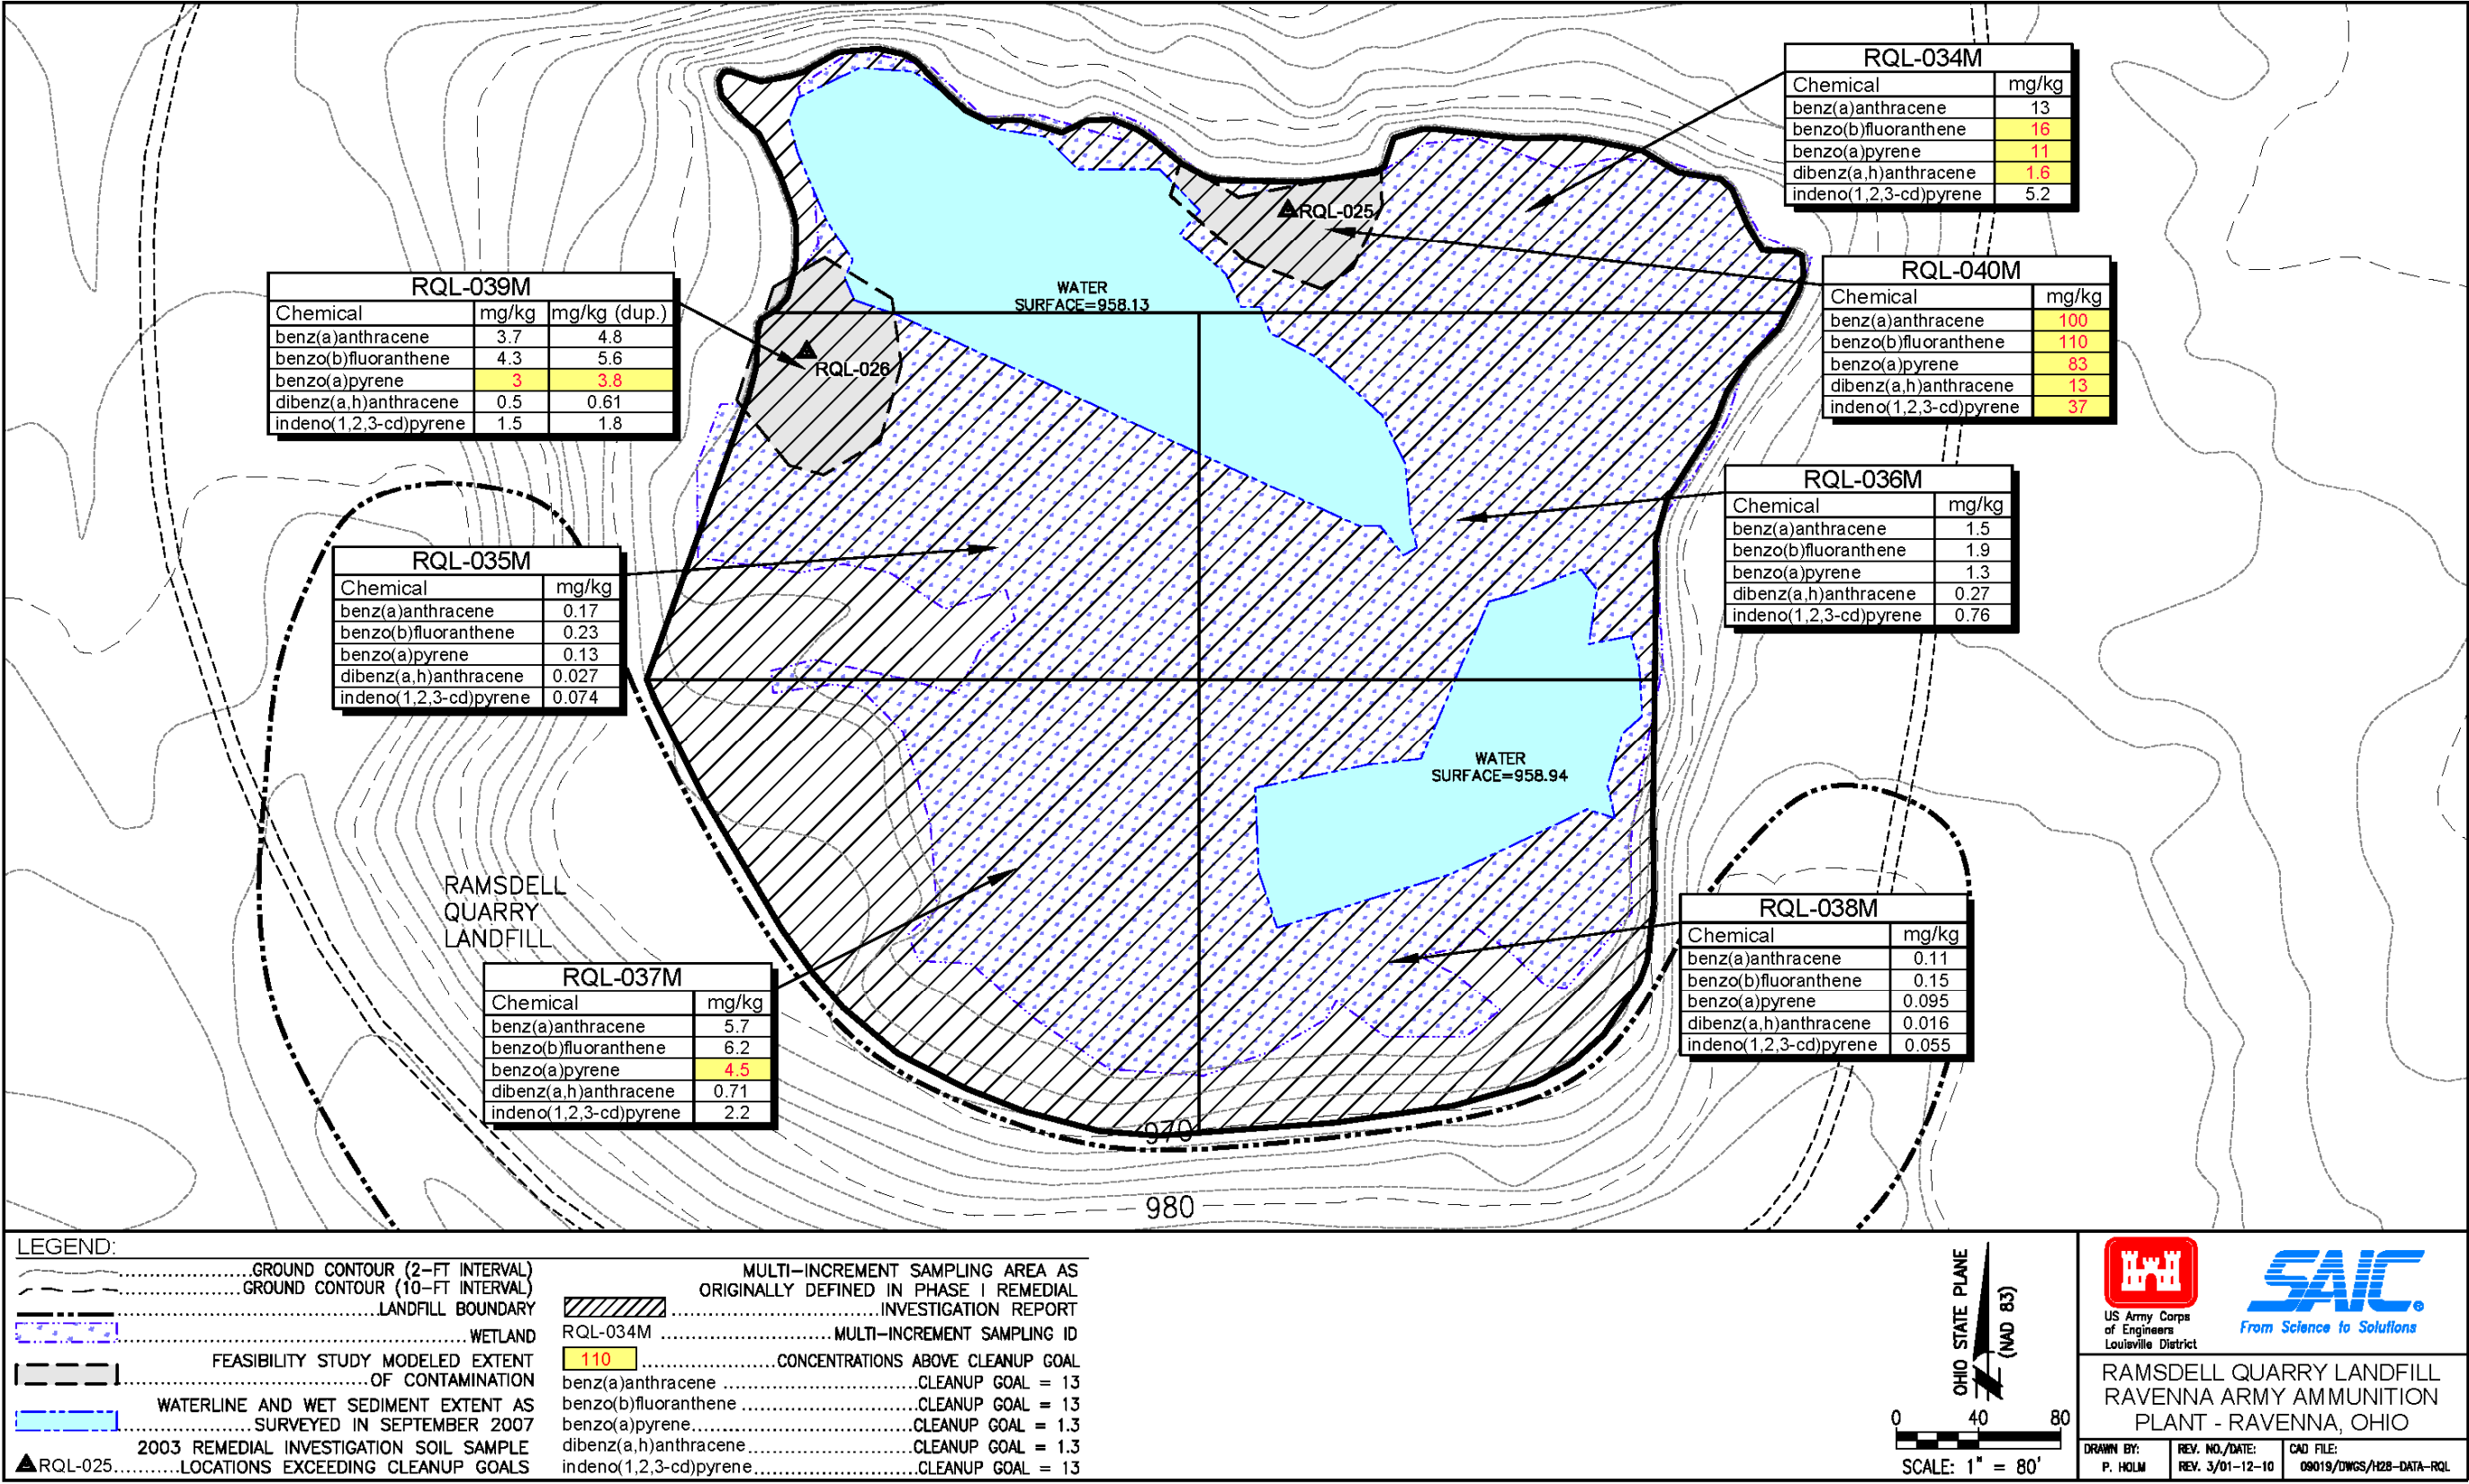 RQL-034M
Chemical mg/kg
benz(a)anthracene 13
benzo(b)fluoranthene 16
benzo(a)pyrene 11
dibenz(a,h)anthracene 1.6
indeno(1,2,3-cd)pyrene 5.2
RQL-025
RQL-040M
Chemical mg/kg
benz(a)anthracene 100
benzo(b)fluoranthene 110
benzo(a)pyrene 83
dibenz(a,h)anthracene 13
indeno(1,2,3-cd)pyrene 37
WATER
SURFACE=958.13
RQL-039M
Chemical mg/kg mg/kg (dup.)
benz(a)anthracene 3.7 4.8
benzo(b)fluoranthene 4.3 5.6
benzo(a)pyrene 3 3.8
dibenz(a,h)anthracene 0.5 0.61
indeno(1,2,3-cd)pyrene 1.5 1.8
RQL-026
RQL-036M
Chemical mg/kg
benz(a)anthracene 1.5
benzo(b)fluoranthene 1.9
benzo(a)pyrene 1.3
dibenz(a,h)anthracene 0.27
indeno(1,2,3-cd)pyrene 0.76
RQL-035M
Chemical mg/kg
benz(a)anthracene 0.17
benzo(b)fluoranthene 0.23
benzo(a)pyrene 0.13
dibenz(a,h)anthracene 0.027
indeno(1,2,3-cd)pyrene 0.074
WATER
SURFACE=958.94
RAMSDELL
QUARRY
LANDFILL
RQL-038M
Chemical mg/kg
benz(a)anthracene 0.11
benzo(b)fluoranthene 0.15
benzo(a)pyrene 0.095
dibenz(a,h)anthracene 0.016
indeno(1,2,3-cd)pyrene 0.055
RQL-037M
Chemical mg/kg
benz(a)anthracene 5.7
benzo(b)fluoranthene 6.2
benzo(a)pyrene 4.5
dibenz(a,h)anthracene 0.71
indeno(1,2,3-cd)pyrene 2.2
970
980
LEGEND:
GROUND CONTOUR (2-FT INTERVAL)
GROUND CONTOUR (10-FT INTERVAL)
LANDFILL BOUNDARY
WETLAND
FEASIBILITY STUDY MODELED EXTENT
OF CONTAMINATION
WATERLINE AND WET SEDIMENT EXTENT AS
SURVEYED IN SEPTEMBER 2007
2003 REMEDIAL INVESTIGATION SOIL SAMPLE
RQL-025..........LOCATIONS EXCEEDING CLEANUP GOALS
MULTI-INCREMENT SAMPLING AREA AS
ORIGINALLY DEFINED IN PHASE I REMEDIAL
INVESTIGATION REPORT
RQL-034M ..........MULTI-INCREMENT SAMPLING ID
110 ..........CONCENTRATIONS ABOVE CLEANUP GOAL
benz(a)anthracene ..........CLEANUP GOAL = 13
benzo(b)fluoranthene ..........CLEANUP GOAL = 13
benzo(a)pyrene..........CLEANUP GOAL = 1.3
dibenz(a,h)anthracene..........CLEANUP GOAL = 1.3
indeno(1,2,3-cd)pyrene..........CLEANUP GOAL = 13
OHIO STATE PLANE
(NAD 83)
0 40 80
SCALE: 1" = 80'
US Army Corps
of Engineers
Louisville District
SAIC®
From Science to Solutions
RAMSDELL QUARRY LANDFILL
RAVENNA ARMY AMMUNITION
PLANT - RAVENNA, OHIO
DRAWN BY: REV. NO./DATE: CAD FILE:
P. HOLM REV. 3/01-12-10 09019/DWGS/H28-DATA-RQL